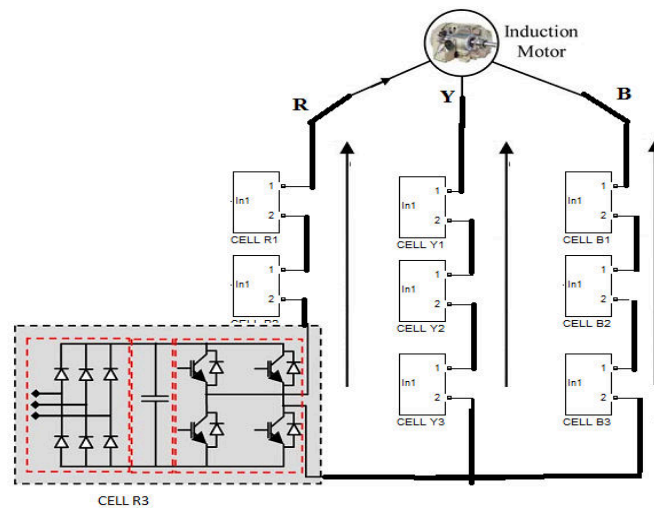 Induction
Motor
R
Y
B
1
In1
2
CELL R1
1
In1
2
CELL Y1
1
In1
2
CELL B1
1
In1
2
1
In1
2
CELL Y2
1
In1
2
CELL B2
1
In1
2
CELL Y3
1
In1
2
CELL B3
CELL R3